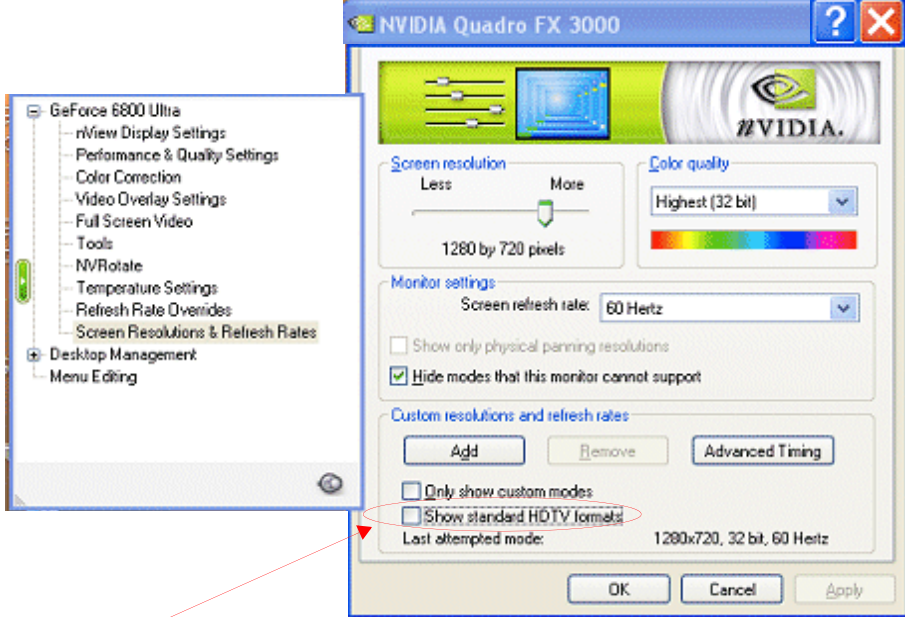 GeForce 6800 Ultra
nView Display Settings
Performance & Quality Settings
Color Correction
Video Overlay Settings
Full Screen Video
Tools
NVRotate
Temperature Settings
Refresh Rate Overrides
Screen Resolutions & Refresh Rates
Desktop Management
Menu Editing
NVIDIA Quadro FX 3000
nVIDIA.
Screen resolution
Less More
1280 by 720 pixels
Color quality
Highest (32 bit)
Monitor settings
Screen refresh rate: 60 Hertz
Show only physical panning resolutions
Hide modes that this monitor cannot support
Custom resolutions and refresh rates
Add Remove Advanced Timing
Only show custom modes
Show standard HDTV formats
Last attempted mode: 1280x720, 32 bit, 60 Hertz
OK Cancel Apply